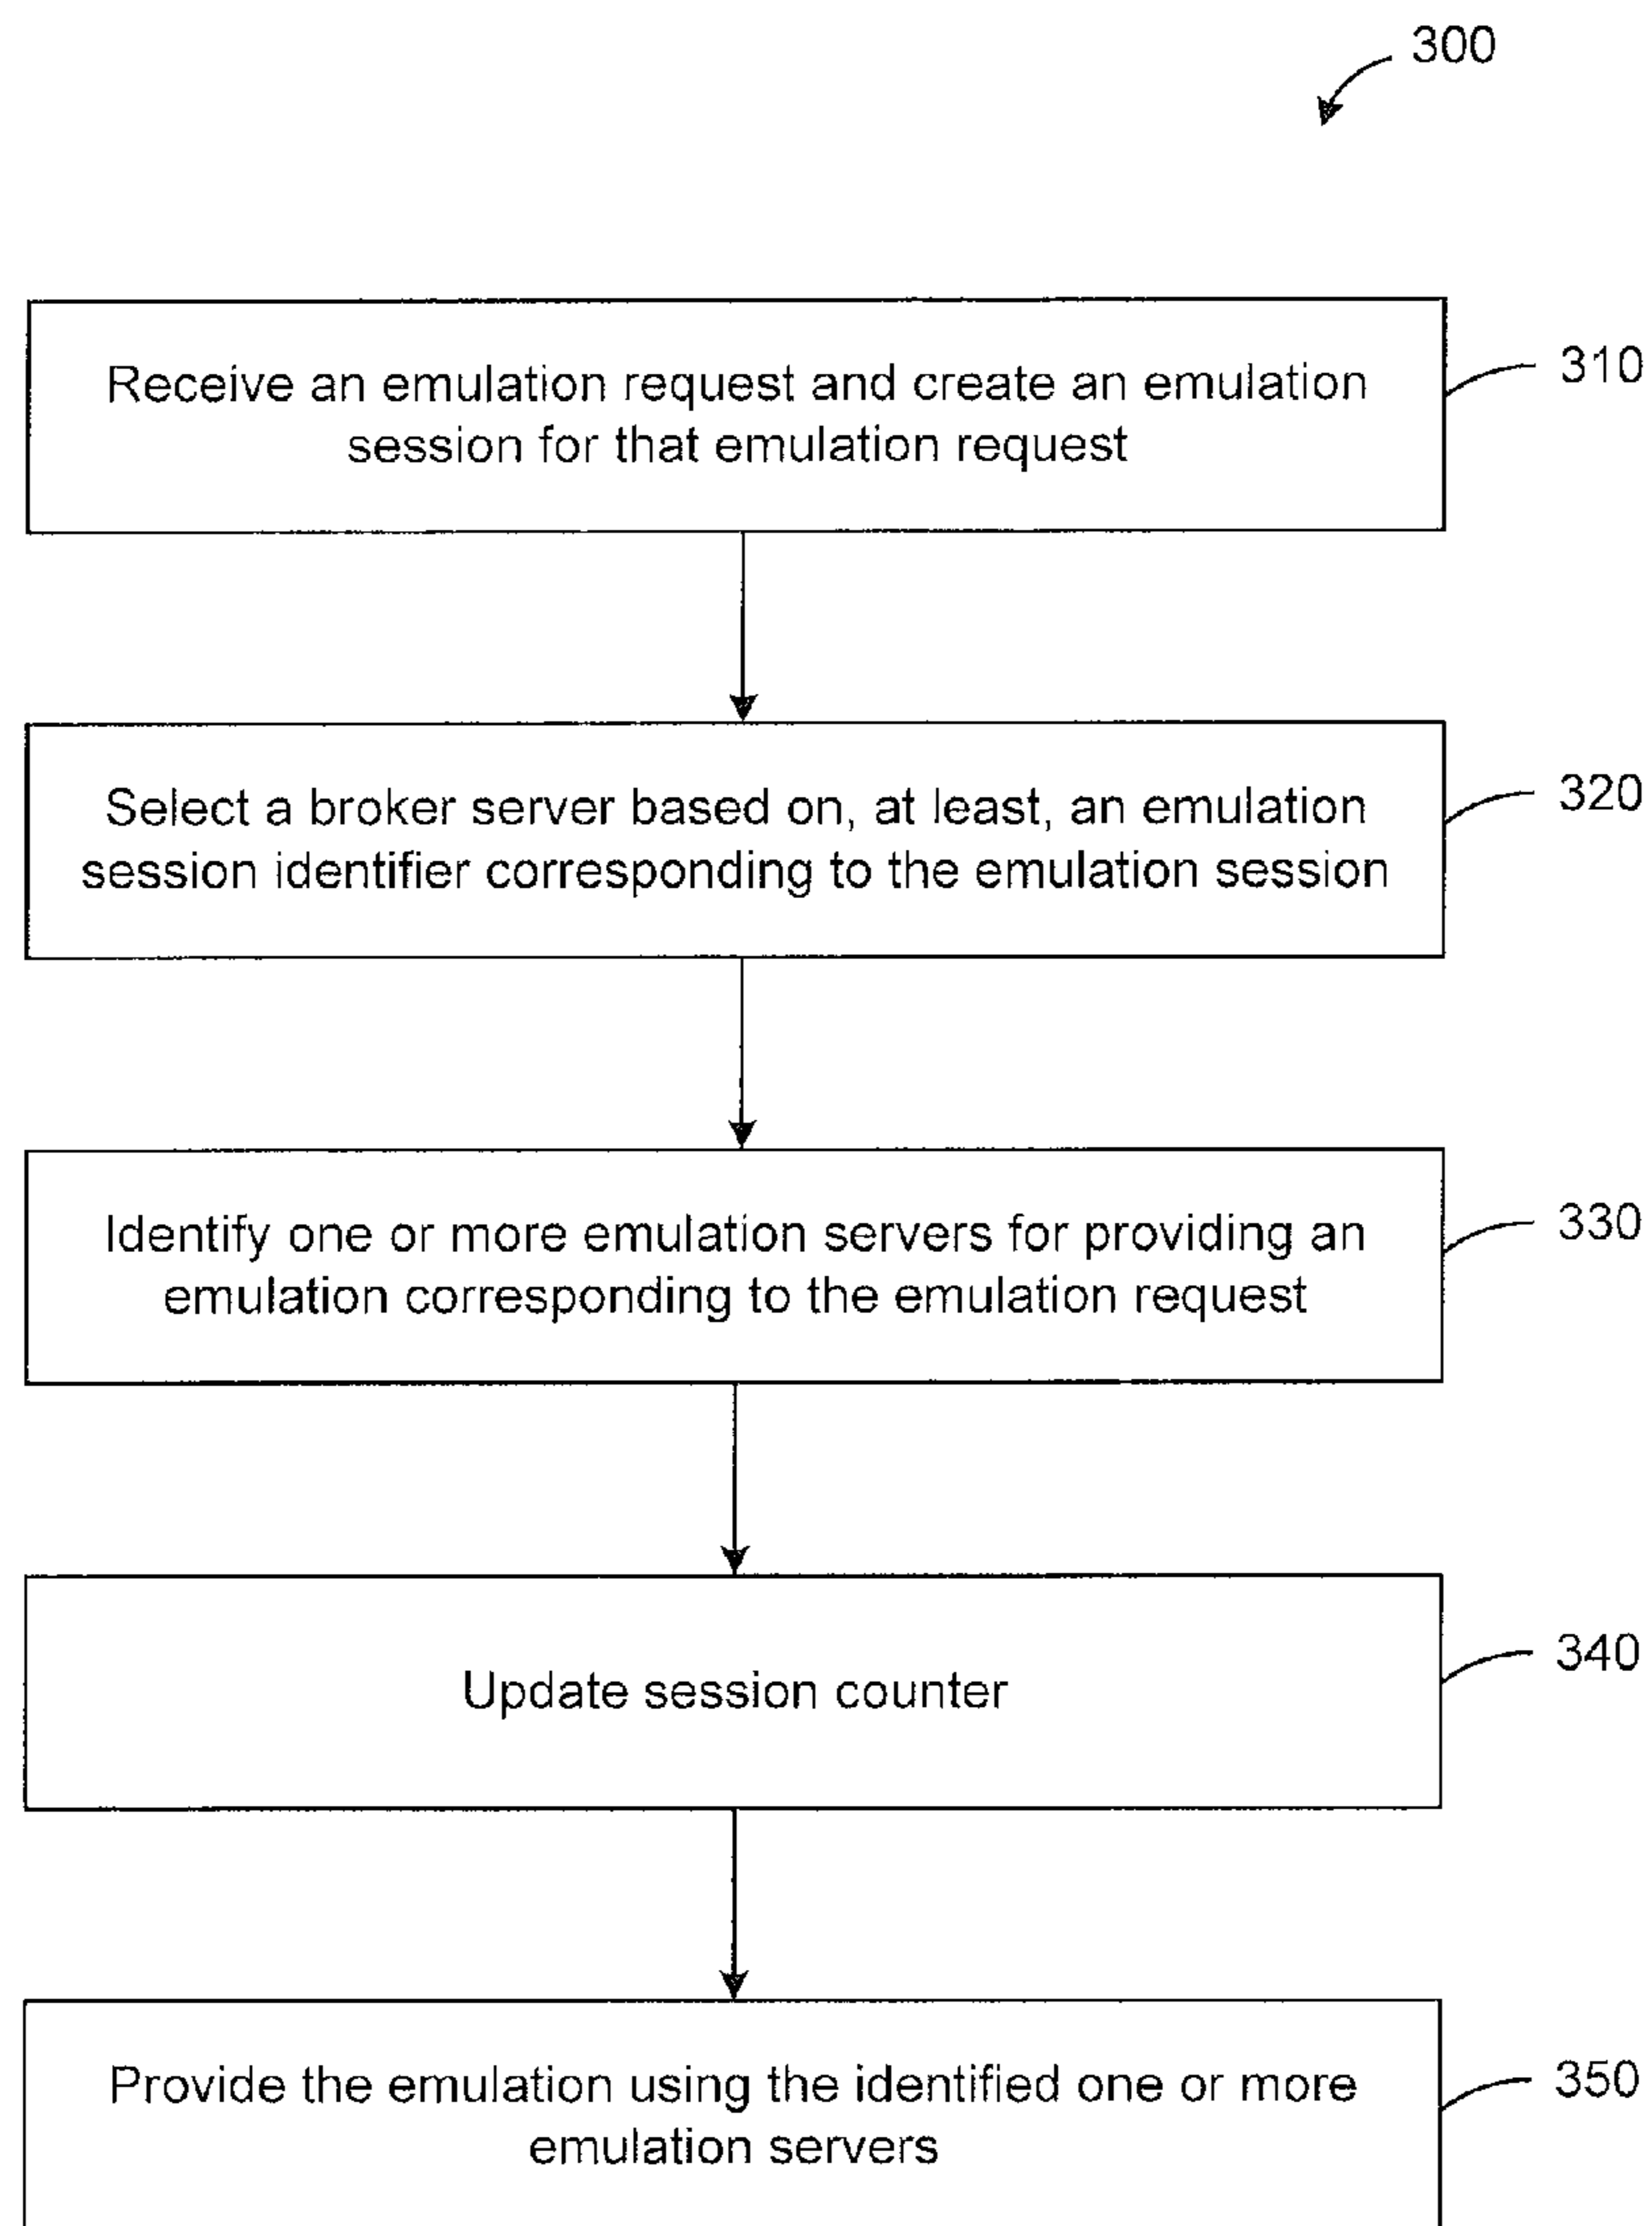 300
Receive an emulation request and create an emulation
session for that emulation request
310
Select a broker server based on, at least, an emulation
session identifier corresponding to the emulation session
320
Identify one or more emulation servers for providing an
emulation corresponding to the emulation request
330
Update session counter
340
Provide the emulation using the identified one or more
emulation servers
350